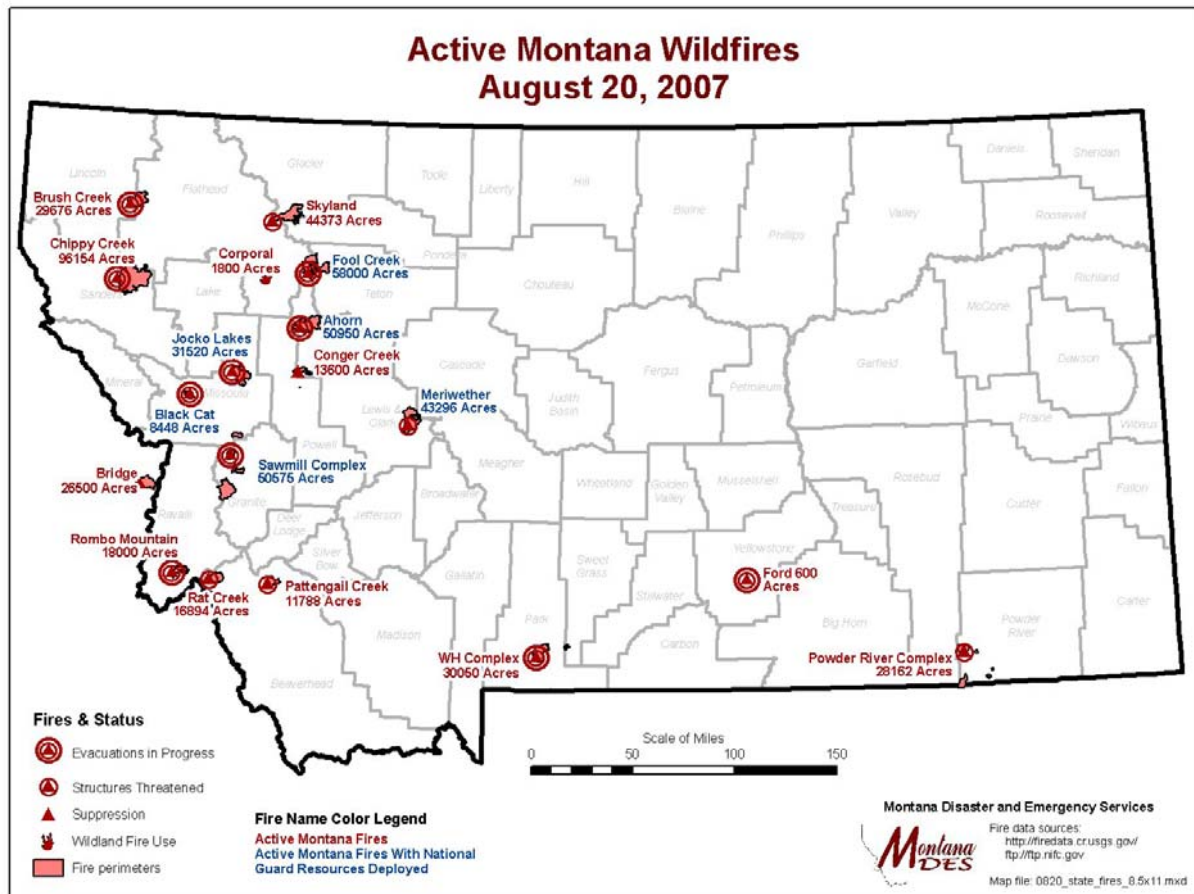 Active Montana Wildfires
August 20, 2007
Lincoln
Flathead
Glacier
Toole
Liberty
Hill
Blaine
Phillips
Valley
Daniels
Sheridan
Roosevelt
Brush Creek
29676 Acres
Skyland
44373 Acres
Chippy Creek
96154 Acres
Sanders
Lake
Corporal
1800 Acres
Fool Creek
58000 Acres
Pondera
Teton
Chouteau
Richland
McCone
Ahorn
50950 Acres
Jocko Lakes
31520 Acres
Conger Creek
13600 Acres
Cascade
Fergus
Petroleum
Garfield
Dawson
Mineral
Missoula
Black Cat
8448 Acres
Lewis &
Clark
Meriwether
43296 Acres
Judith
Basin
Prairie
Wibaux
Powell
Sawmill Complex
50575 Acres
Bridge
26500 Acres
Granite
Ravalli
Meagher
Broadwater
Wheatland
Golden
Valley
Musselshell
Rosebud
Treasure
Custer
Fallon
Deer
Lodge
Jefferson
Silver
Bow
Rombo Mountain
18000 Acres
Rat Creek
16894 Acres
Pattengail Creek
11788 Acres
Gallatin
Park
Sweet
Grass
Stillwater
Yellowstone
Ford 600
Acres
Carbon
Big Horn
Powder
River
Carter
Madison
Beaverhead
WH Complex
30050 Acres
Powder River Complex
28162 Acres
Fires & Status
Evacuations in Progress
Structures Threatened
Suppression
Wildland Fire Use
Fire perimeters
Fire Name Color Legend
Active Montana Fires
Active Montana Fires With National
Guard Resources Deployed
Scale of Miles
0 50 100 150
Montana Disaster and Emergency Services
Montana
DES
Fire data sources:
http://firedata.cr.usgs.gov/
ftp://ftp.nifc.gov
Map file: 0820_state_fires_8.5x11.mxd